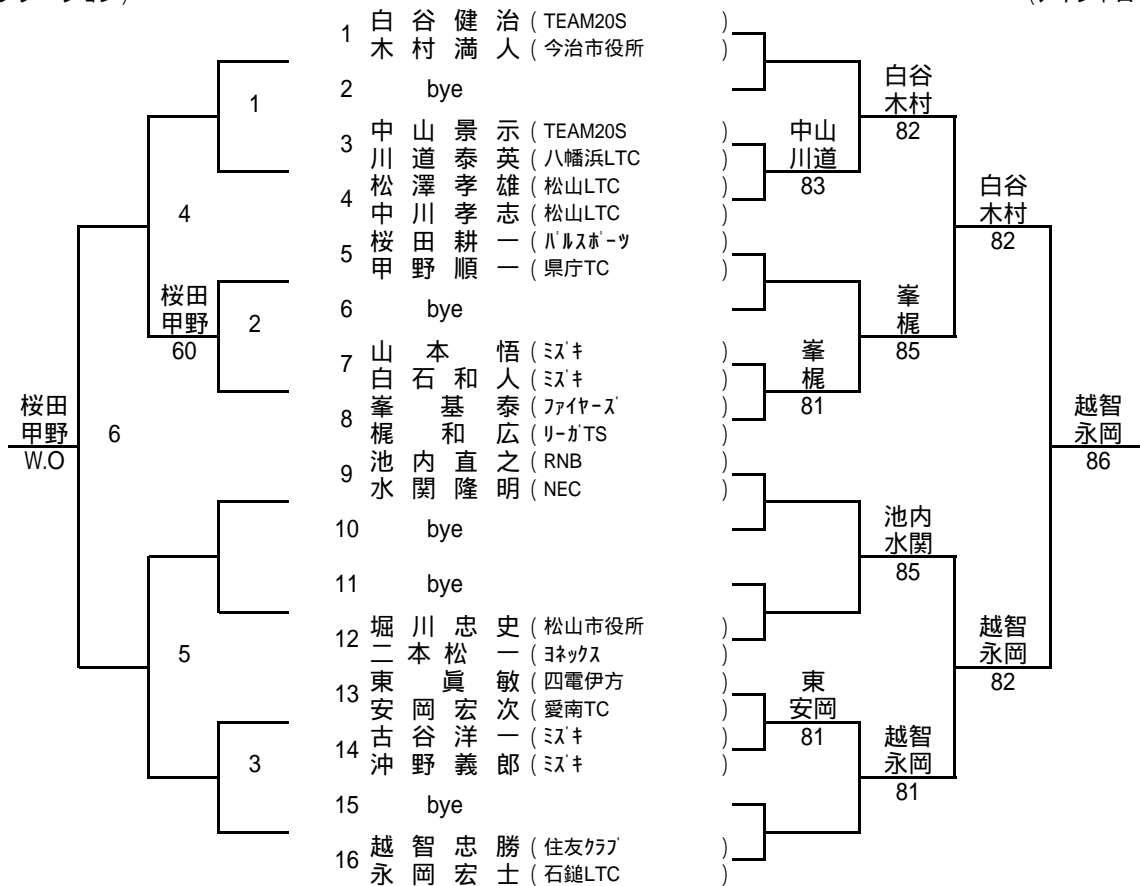 1 白谷健治 ( TEAM20S )
木村満人 ( 今治市役所 )
2 bye
3 中山景示 ( TEAM20S )
川道泰英 ( 八幡浜LTC )
4 松澤孝雄 ( 松山LTC )
中川孝志 ( 松山LTC )
5 桜田耕一 ( パルスポーツ )
甲野順一 ( 県庁TC )
6 bye
7 山本悟 ( ミズキ )
白石和人 ( ミズキ )
8 峯基泰 ( ファイヤーズ )
梶和広 ( リーガTS )
9 池内直之 ( RNB )
水関隆明 ( NEC )
10 bye
11 bye
12 堀川忠史 ( 松山市役所 )
二本松一 ( ヨネックス )
13 東眞敏 ( 四電伊方 )
安岡宏次 ( 愛南TC )
14 古谷洋一 ( ミズキ )
沖野義郎 ( ミズキ )
15 bye
16 越智忠勝 ( 住友クラブ )
永岡宏士 ( 石鎚LTC )
中山
川道
83
峯
梶
81
東
安岡
81
白谷
木村
82
峯
梶
85
池内
水関
85
越智
永岡
81
白谷
木村
82
越智
永岡
82
越智
永岡
86
1
2
3
桜田
甲野
60
4
5
6
桜田
甲野
W.O